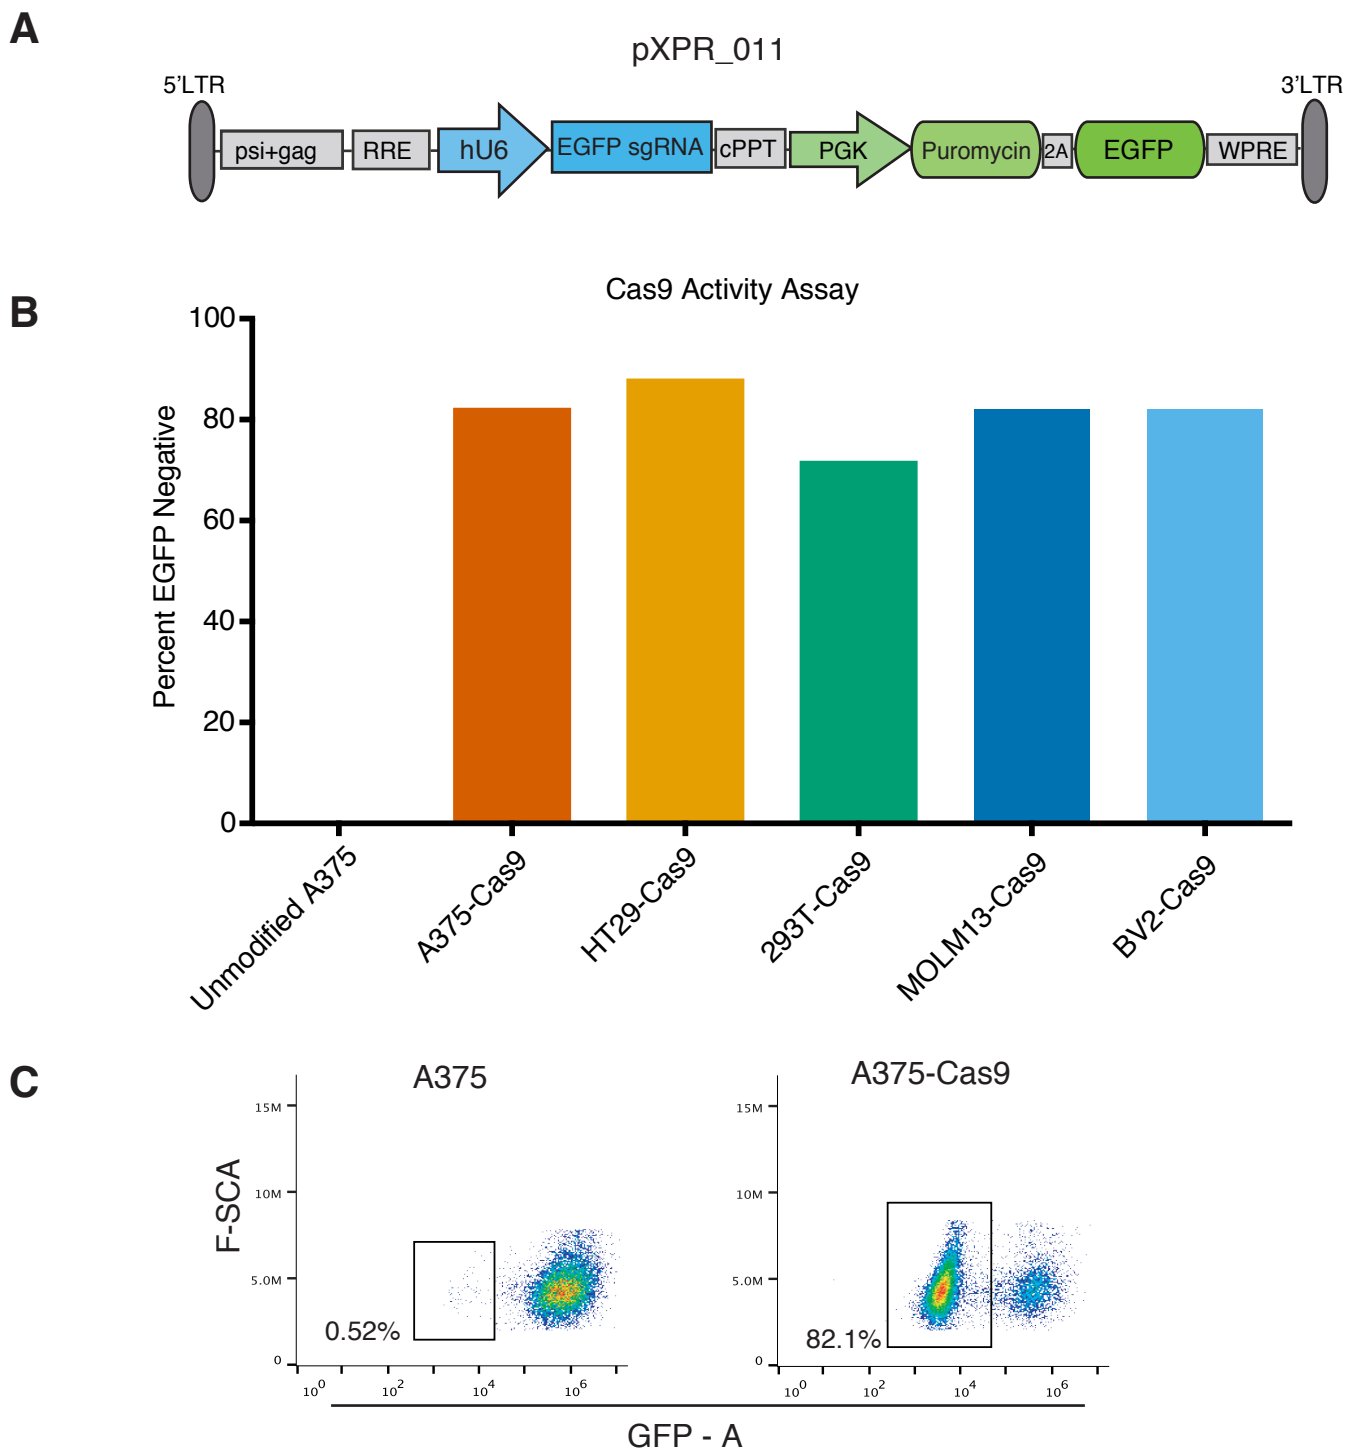 A
pXPR_011
5'LTR
3'LTR
psi+gag RRE hU6 EGFP sgRNA cPPT PGK Puromycin 2A EGFP WPRE
B
Cas9 Activity Assay
Percent EGFP Negative
100
80
60
40
20
0
Unmodified A375
A375-Cas9
HT29-Cas9
293T-Cas9
MOLM13-Cas9
BV2-Cas9
C
A375
F-SCA
15M
10M
5.0M
0
0.52%
10^0 10^2 10^4 10^6
A375-Cas9
15M
10M
5.0M
0
82.1%
10^0 10^2 10^4 10^6
GFP - A